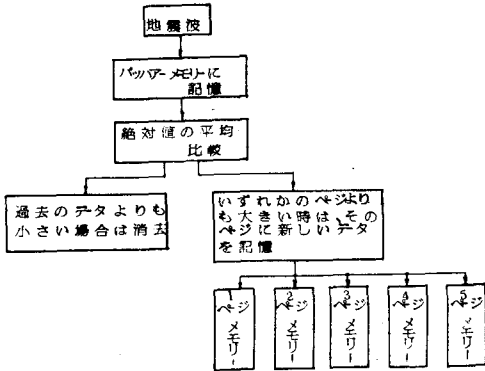 地震波
バッハアーメモリーに
記憶
絶対値の平均
比較
過去のデータよりも
小さい場合は消去
いずれかのページより
も大きい時は、その
ページに新しいデータ
を記憶
1ページメモリー
2ページメモリー
3ページメモリー
4ページメモリー
5ページメモリー